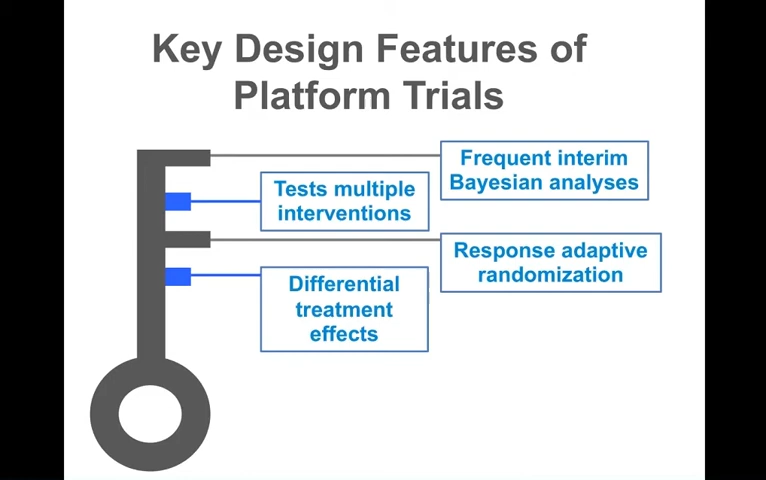 Key Design Features of
Platform Trials
Frequent interim
Bayesian analyses
Tests multiple
interventions
Response adaptive
randomization
Differential
treatment
effects